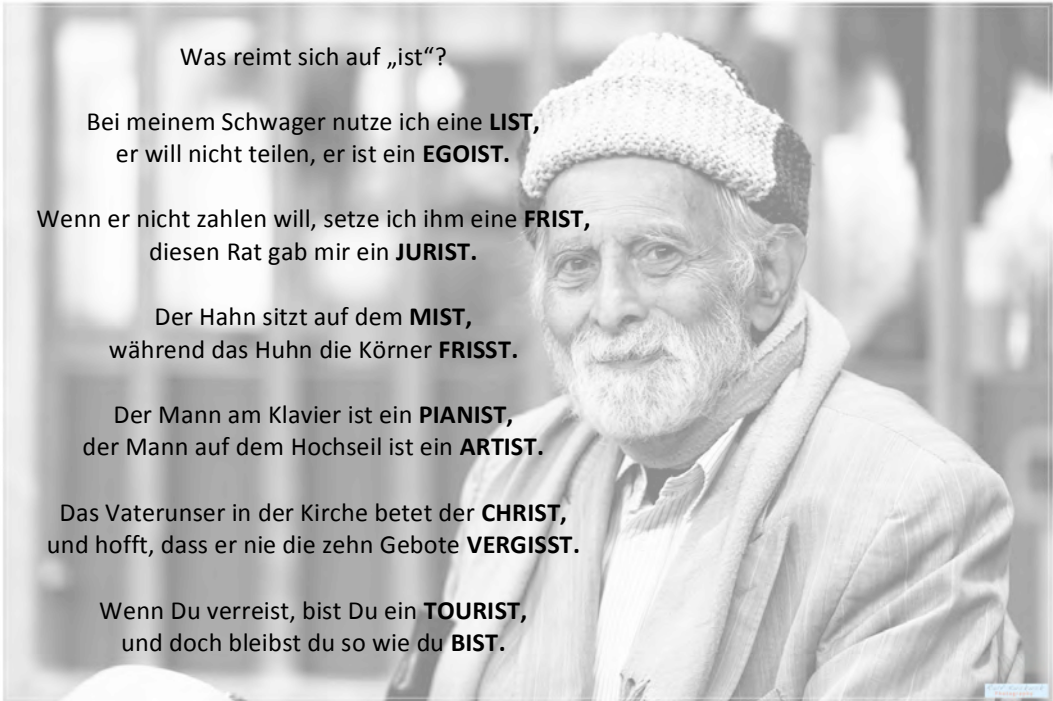 Was reimt sich auf „ist“?
Bei meinem Schwager nutze ich eine LIST,
er will nicht teilen, er ist ein EGOIST.
Wenn er nicht zahlen will, setze ich ihm eine FRIST,
diesen Rat gab mir ein JURIST.
Der Hahn sitzt auf dem MIST,
während das Huhn die Körner FRISST.
Der Mann am Klavier ist ein PIANIST,
der Mann auf dem Hochseil ist ein ARTIST.
Das Vaterunser in der Kirche betet der CHRIST,
und hofft, dass er nie die zehn Gebote VERGISST.
Wenn Du verreist, bist Du ein TOURIST,
und doch bleibst du so wie du BIST.
Photography